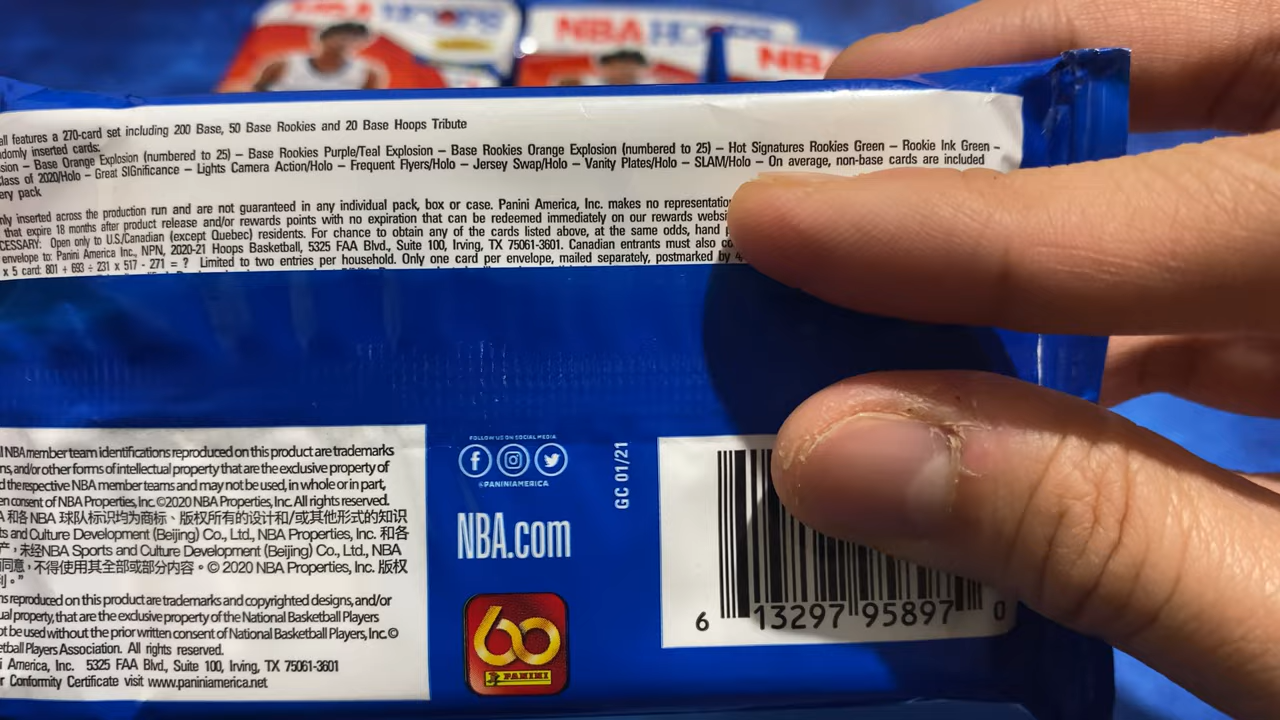 NBA HOOPS
NBA HOOPS
NB
all features a 270-card set including 200 Base, 50 Base Rookies and 20 Base Hoops Tribute
domly inserted cards:
sion – Base Orange Explosion (numbered to 25) – Base Rookies Purple/Teal Explosion – Base Rookies Orange Explosion (numbered to 25) – Hot Signatures Rookies Green – Rookie Ink Green –
lass of 2020/Holo – Great SIGnificance – Lights Camera Action/Holo – Frequent Flyers/Holo – Jersey Swap/Holo – Vanity Plates/Holo – SLAM/Holo – On average, non-base cards are included
ery pack
nly inserted across the production run and are not guaranteed in any individual pack, box or case. Panini America, Inc. makes no representation
that expire 18 months after product release and/or rewards points with no expiration that can be redeemed immediately on our rewards websi
CESSARY: Open only to U.S./Canadian (except Quebec) residents. For chance to obtain any of the cards listed above, at the same odds, hand
envelope to: Panini America Inc., NPN, 2020-21 Hoops Basketball, 5325 FAA Blvd., Suite 100, Irving, TX 75061-3601. Canadian entrants must also
x 5 card: 801 + 693 ÷ 231 x 517 - 271 = ? Limited to two entries per household. Only one card per envelope, mailed separately, postmarked by 4
l NBA member team identifications reproduced on this product are trademarks
ns, and/or other forms of intellectual property that are the exclusive property of
d the respective NBA member teams and may not be used, in whole or in part,
en consent of NBA Properties, Inc. ©2020 NBA Properties, Inc. All rights reserved.
A 和各 NBA 球队标识均为商标、版权所有的设计和/或其他形式的知识
ts and Culture Development (Beijing) Co., Ltd., NBA Properties, Inc. 和各
产，未经NBA Sports and Culture Development (Beijing) Co., Ltd., NBA
同意，不得使用其全部或部分内容。© 2020 NBA Properties, Inc. 版权
利。”
ns reproduced on this product are trademarks and copyrighted designs, and/or
ual property, that are the exclusive property of the National Basketball Players
ot be used without the prior written consent of National Basketball Players, Inc. ©
etball Players Association. All rights reserved.
i America, Inc. 5325 FAA Blvd., Suite 100, Irving, TX 75061-3601
r Conformity Certificate visit www.paniniamerica.net
FOLLOW US ON SOCIAL MEDIA
@PANINIAMERICA
NBA.com
60
PANINI
GC 01/21
6 13297 95897 0